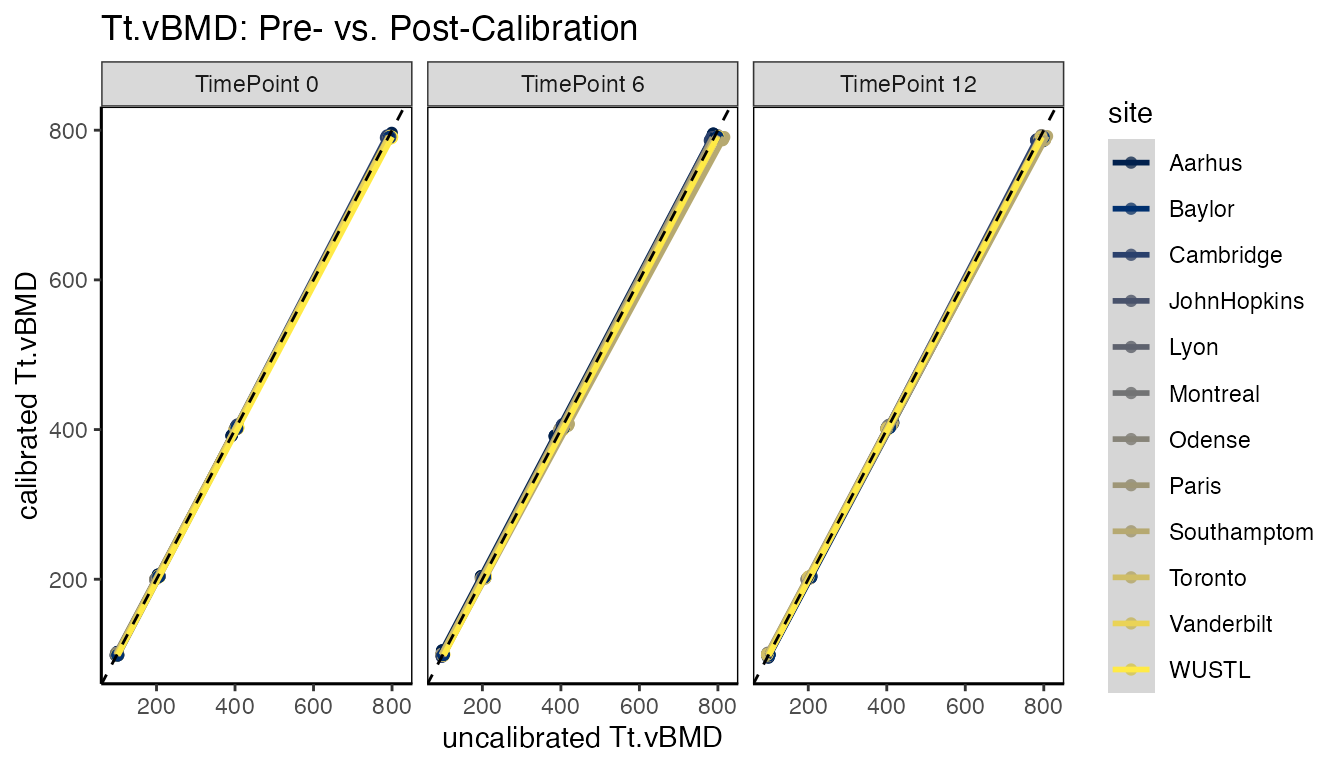 Tt.vBMD: Pre- vs. Post-Calibration
TimePoint 0
TimePoint 6
TimePoint 12
800
600
400
200
calibrated Tt.vBMD
200 400 600 800
200 400 600 800
200 400 600 800
uncalibrated Tt.vBMD
site
Aarhus
Baylor
Cambridge
JohnHopkins
Lyon
Montreal
Odense
Paris
Southamptom
Toronto
Vanderbilt
WUSTL